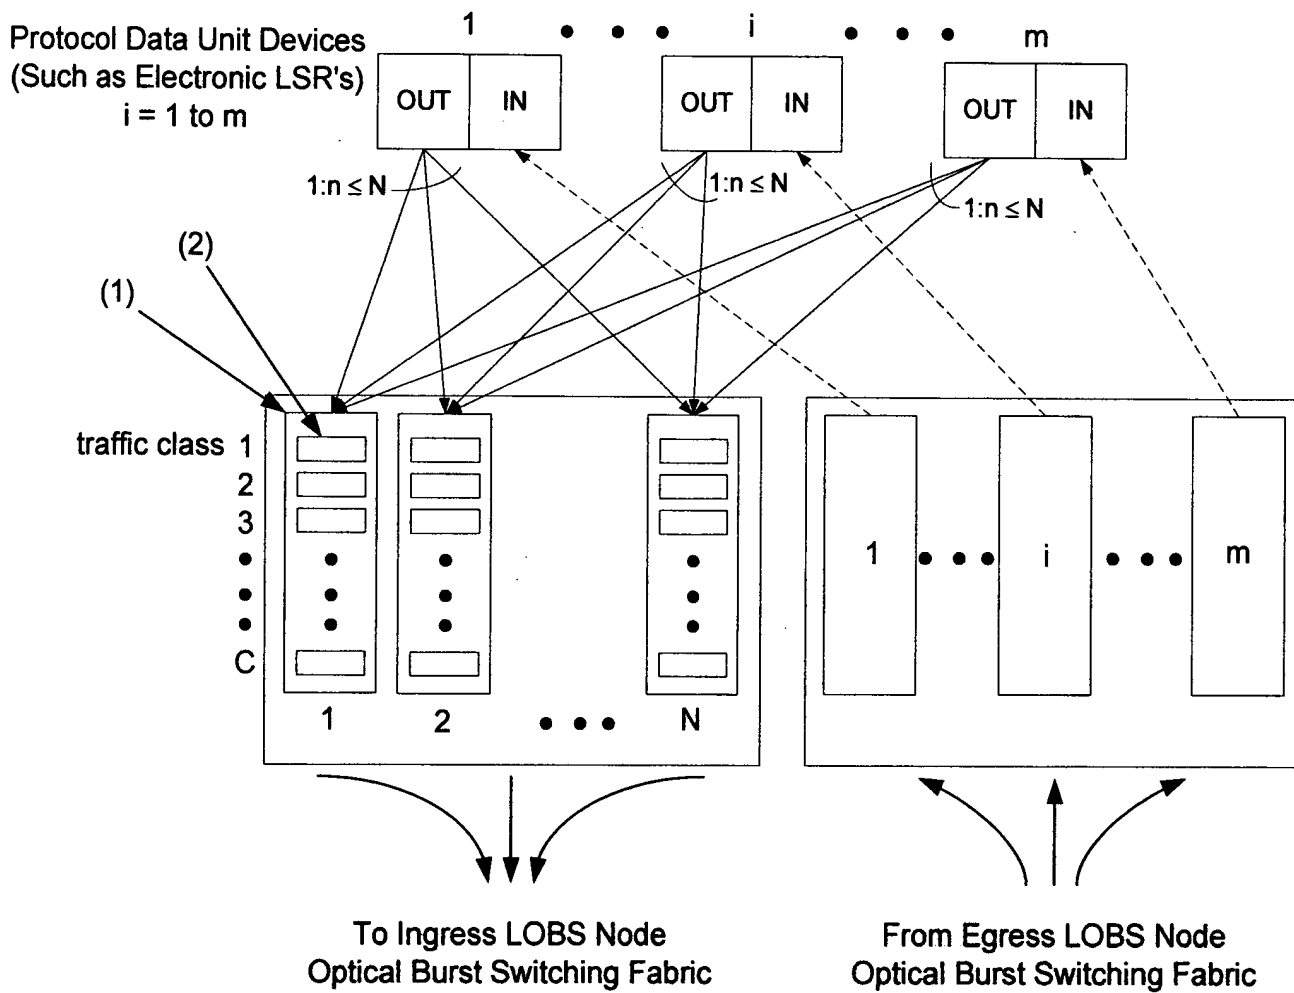 1 i m
Protocol Data Unit Devices
(Such as Electronic LSR's)
i = 1 to m
OUT IN OUT IN OUT IN
1:n ≤ N 1:n ≤ N 1:n ≤ N
(2)
(1)
traffic class 1
2
3
C
1 2 N
1 i m
To Ingress LOBS Node
Optical Burst Switching Fabric
From Egress LOBS Node
Optical Burst Switching Fabric